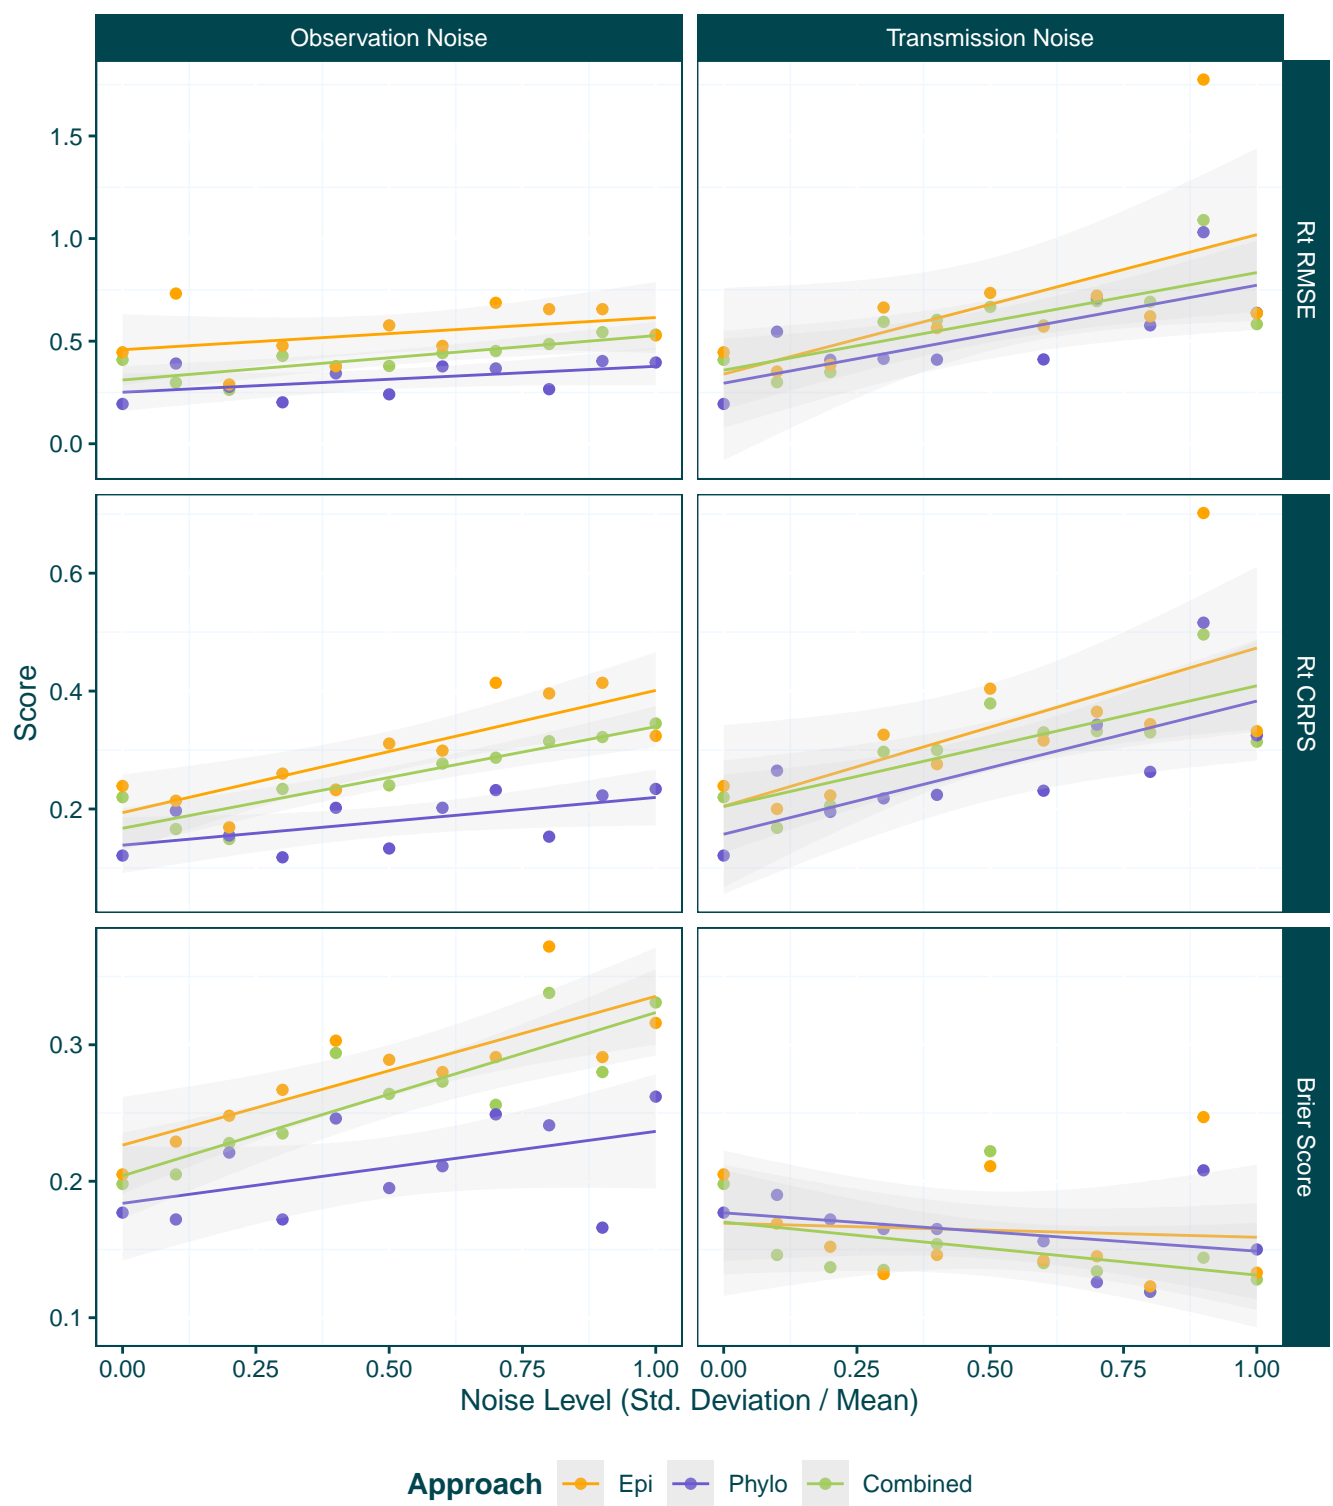 Observation Noise
Transmission Noise
1.5
1.0
0.5
0.0
Rt RMSE
0.6
0.4
0.2
Rt CRPS
Score
0.3
0.2
0.1
Brier Score
0.00 0.25 0.50 0.75 1.00
0.00 0.25 0.50 0.75 1.00
Noise Level (Std. Deviation / Mean)
Approach Epi Phylo Combined